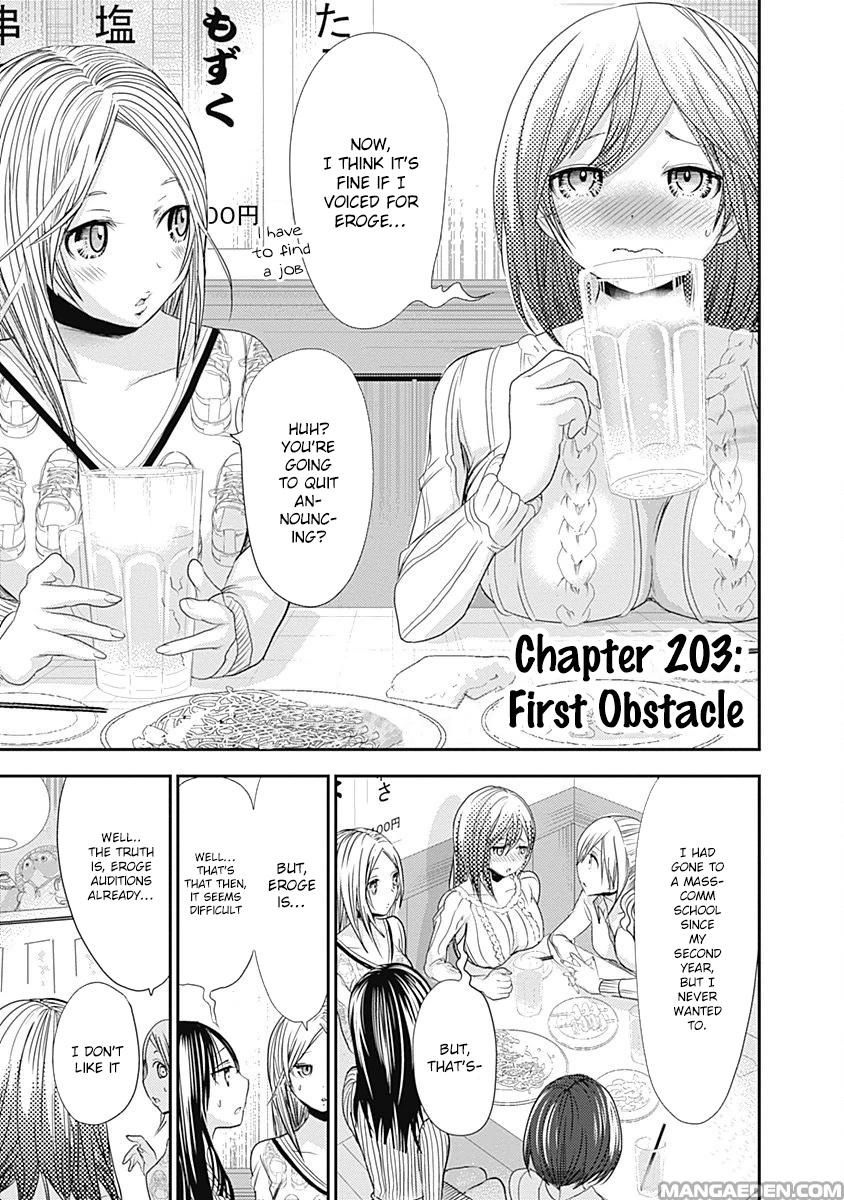 た
塩
串
もずく
00円
NOW,
I THINK IT'S
FINE IF I
VOICED FOR
EROGE...
I have
to find
a job
HUH?
YOU'RE
GOING
TO QUIT
AN-
NOUNC-
ING?
Chapter 203:
First Obstacle
さ
400円
I HAD
GONE TO
A MASS-
COMM
SCHOOL
SINCE
MY
SECOND
YEAR,
BUT I
NEVER
WANTED
TO.
BUT,
THAT'S-
BUT,
EROGE
IS...
WELL...
THAT'S
THAT THEN,
IT SEEMS
DIFFICULT
WELL..
THE TRUTH
IS, EROGE
AUDITIONS
ALREADY...
I DON'T
LIKE IT
MANGAEDEN.COM